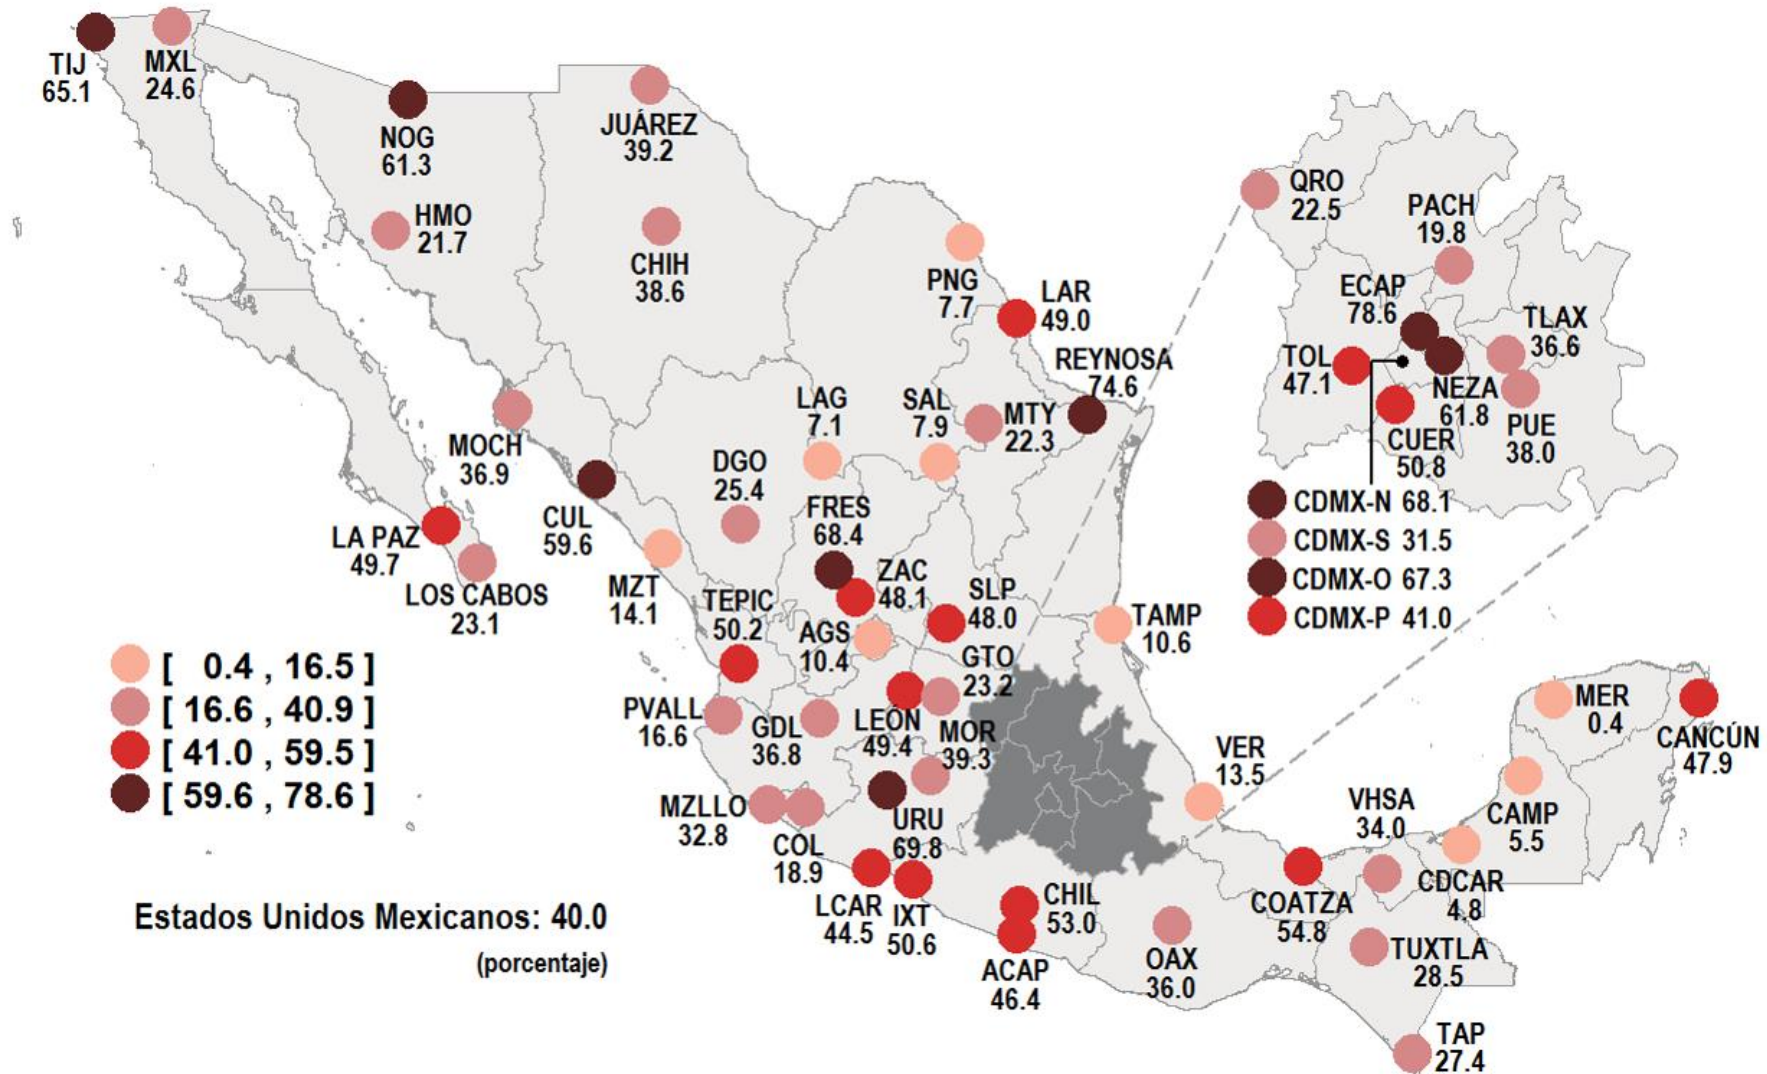 TIJ
65.1
MXL
24.6
NOG
61.3
HMO
21.7
JUÁREZ
39.2
CHIH
38.6
PNG
7.7
LAR
49.0
REYNOSA
74.6
LAG
7.1
SAL
7.9
MTY
22.3
MOCH
36.9
DGO
25.4
FRES
68.4
CUL
59.6
LA PAZ
49.7
LOS CABOS
23.1
MZT
14.1
TEPIC
50.2
ZAC
48.1
SLP
48.0
AGS
10.4
GTO
23.2
TAMP
10.6
PVALL
16.6
GDL
36.8
LEÓN
49.4
MOR
39.3
MZLLO
32.8
COL
18.9
URU
69.8
LCAR
44.5
IXT
50.6
CHIL
53.0
ACAP
46.4
OAX
36.0
VER
13.5
COATZA
54.8
VHSA
34.0
TUXTLA
28.5
TAP
27.4
CDCAR
4.8
CAMP
5.5
MER
0.4
CANCÚN
47.9
QRO
22.5
PACH
19.8
ECAP
78.6
TLAX
36.6
TOL
47.1
NEZA
61.8
CUER
50.8
PUE
38.0
CDMX-N 68.1
CDMX-S 31.5
CDMX-O 67.3
CDMX-P 41.0
[ 0.4 , 16.5 ]
[ 16.6 , 40.9 ]
[ 41.0 , 59.5 ]
[ 59.6 , 78.6 ]
Estados Unidos Mexicanos: 40.0
(porcentaje)